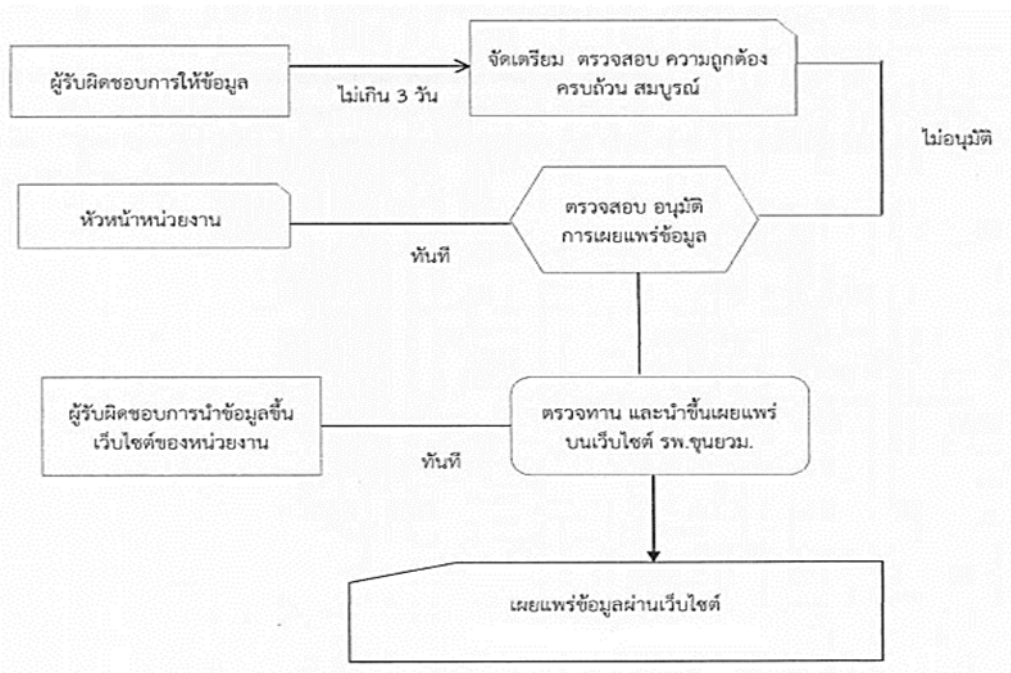 ผู้รับผิดชอบการให้ข้อมูล
ไม่เกิน 3 วัน
จัดเตรียม ตรวจสอบ ความถูกต้อง
ครบถ้วน สมบูรณ์
ไม่อนุมัติ
หัวหน้าหน่วยงาน
ทันที
ตรวจสอบ อนุมัติ
การเผยแพร่ข้อมูล
ผู้รับผิดชอบการนำข้อมูลขึ้น
เว็บไซต์ของหน่วยงาน
ทันที
ตรวจทาน และนำขึ้นเผยแพร่
บนเว็บไซต์ รพ.ขุนยวม.
เผยแพร่ข้อมูลผ่านเว็บไซต์